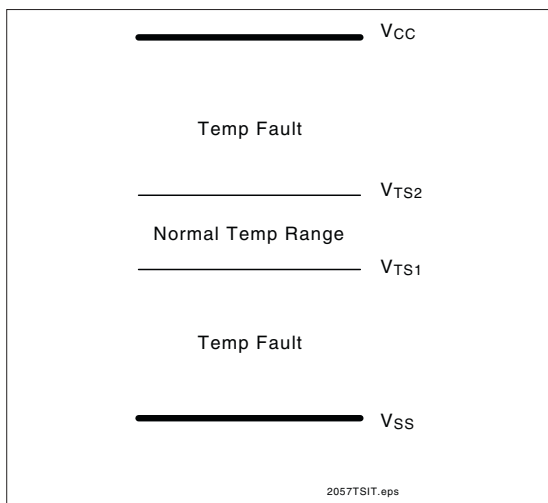 VCC
Temp Fault
VTS2
Normal Temp Range
VTS1
Temp Fault
VSS
2057TSIT.eps